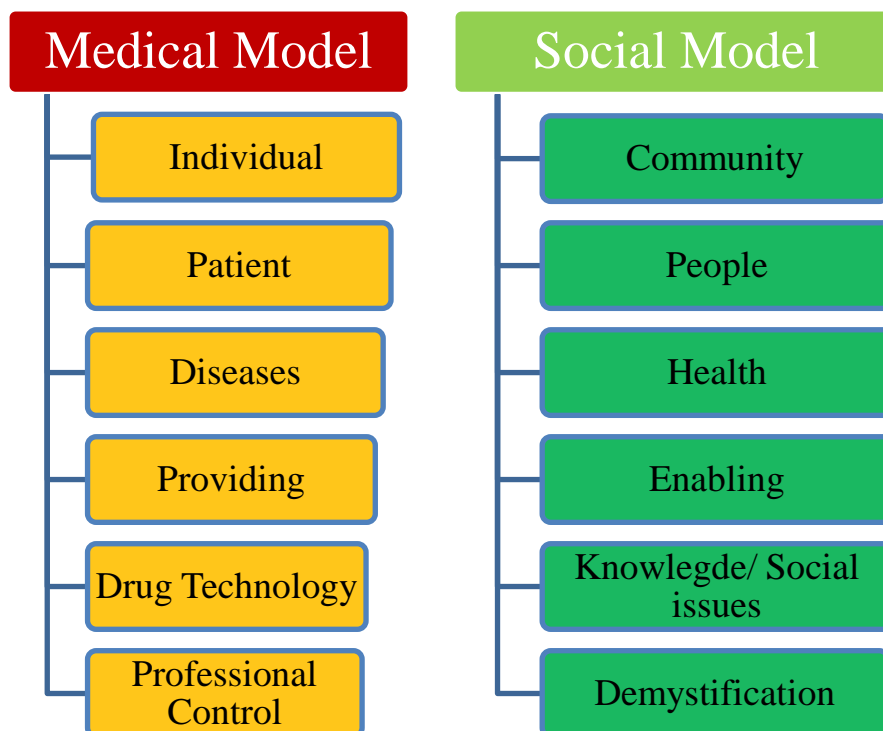 Medical Model
Individual
Patient
Diseases
Providing
Drug Technology
Professional
Control
Social Model
Community
People
Health
Enabling
Knowlegde/ Social
issues
Demystification